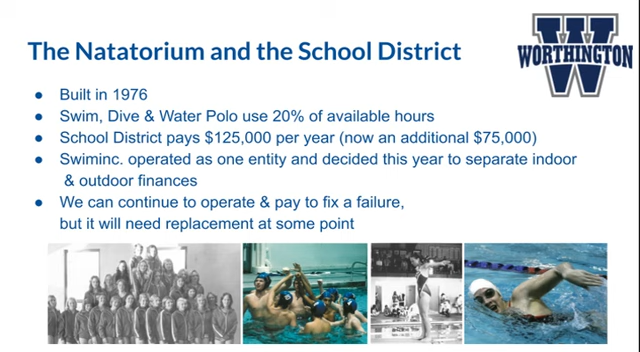 The Natatorium and the School District
WORTHINGTON
W
● Built in 1976
● Swim, Dive & Water Polo use 20% of available hours
● School District pays $125,000 per year (now an additional $75,000)
● Swiminc. operated as one entity and decided this year to separate indoor
& outdoor finances
● We can continue to operate & pay to fix a failure,
but it will need replacement at some point